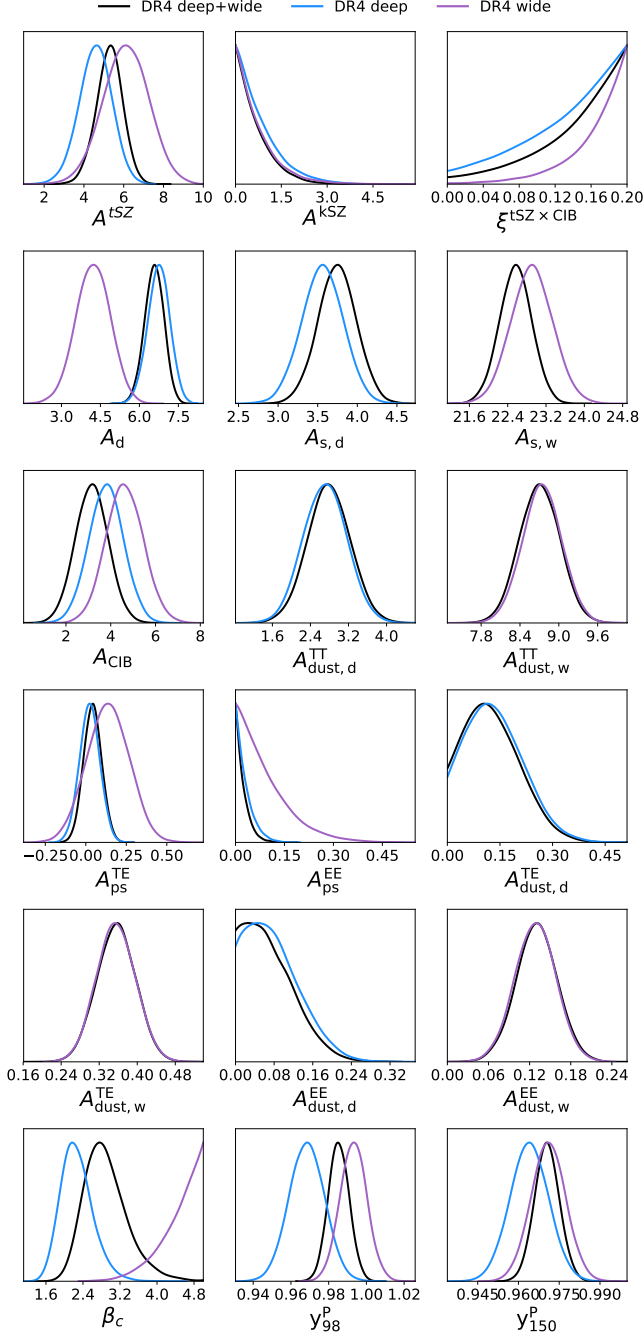 DR4 deep+wide DR4 deep DR4 wide
2 4 6 8 10 0.0 1.5 3.0 4.5 0.00 0.04 0.08 0.12 0.16 0.20
A^{tSZ} A^{kSZ} ξ^{tSZ × CIB}
3.0 4.5 6.0 7.5 2.5 3.0 3.5 4.0 4.5 21.6 22.4 23.2 24.0 24.8
A_d A_{s, d} A_{s, w}
2 4 6 8 1.6 2.4 3.2 4.0 7.8 8.4 9.0 9.6
A_{CIB} A^{TT}_{dust, d} A^{TT}_{dust, w}
−0.25 0.00 0.25 0.50 0.00 0.15 0.30 0.45 0.00 0.15 0.30 0.45
A^{TE}_{ps} A^{EE}_{ps} A^{TE}_{dust, d}
0.16 0.24 0.32 0.40 0.48 0.00 0.08 0.16 0.24 0.32 0.00 0.06 0.12 0.18 0.24
A^{TE}_{dust, w} A^{EE}_{dust, d} A^{EE}_{dust, w}
1.6 2.4 3.2 4.0 4.8 0.94 0.96 0.98 1.00 1.02 0.945 0.960 0.975 0.990
β_c y^P_{98} y^P_{150}